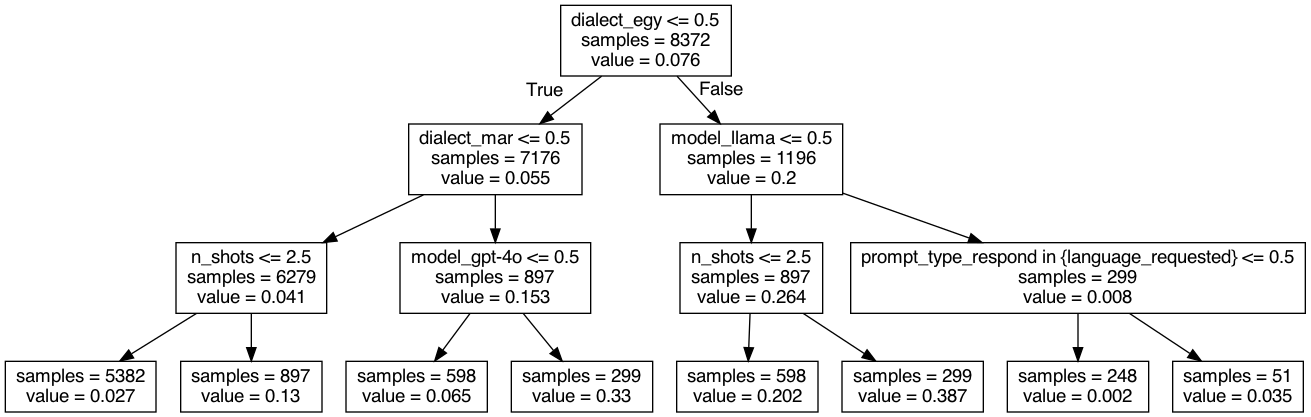 dialect_egy <= 0.5
samples = 8372
value = 0.076
True
False
dialect_mar <= 0.5
samples = 7176
value = 0.055
model_llama <= 0.5
samples = 1196
value = 0.2
n_shots <= 2.5
samples = 6279
value = 0.041
model_gpt-4o <= 0.5
samples = 897
value = 0.153
n_shots <= 2.5
samples = 897
value = 0.264
prompt_type_respond in {language_requested} <= 0.5
samples = 299
value = 0.008
samples = 5382
value = 0.027
samples = 897
value = 0.13
samples = 598
value = 0.065
samples = 299
value = 0.33
samples = 598
value = 0.202
samples = 299
value = 0.387
samples = 248
value = 0.002
samples = 51
value = 0.035